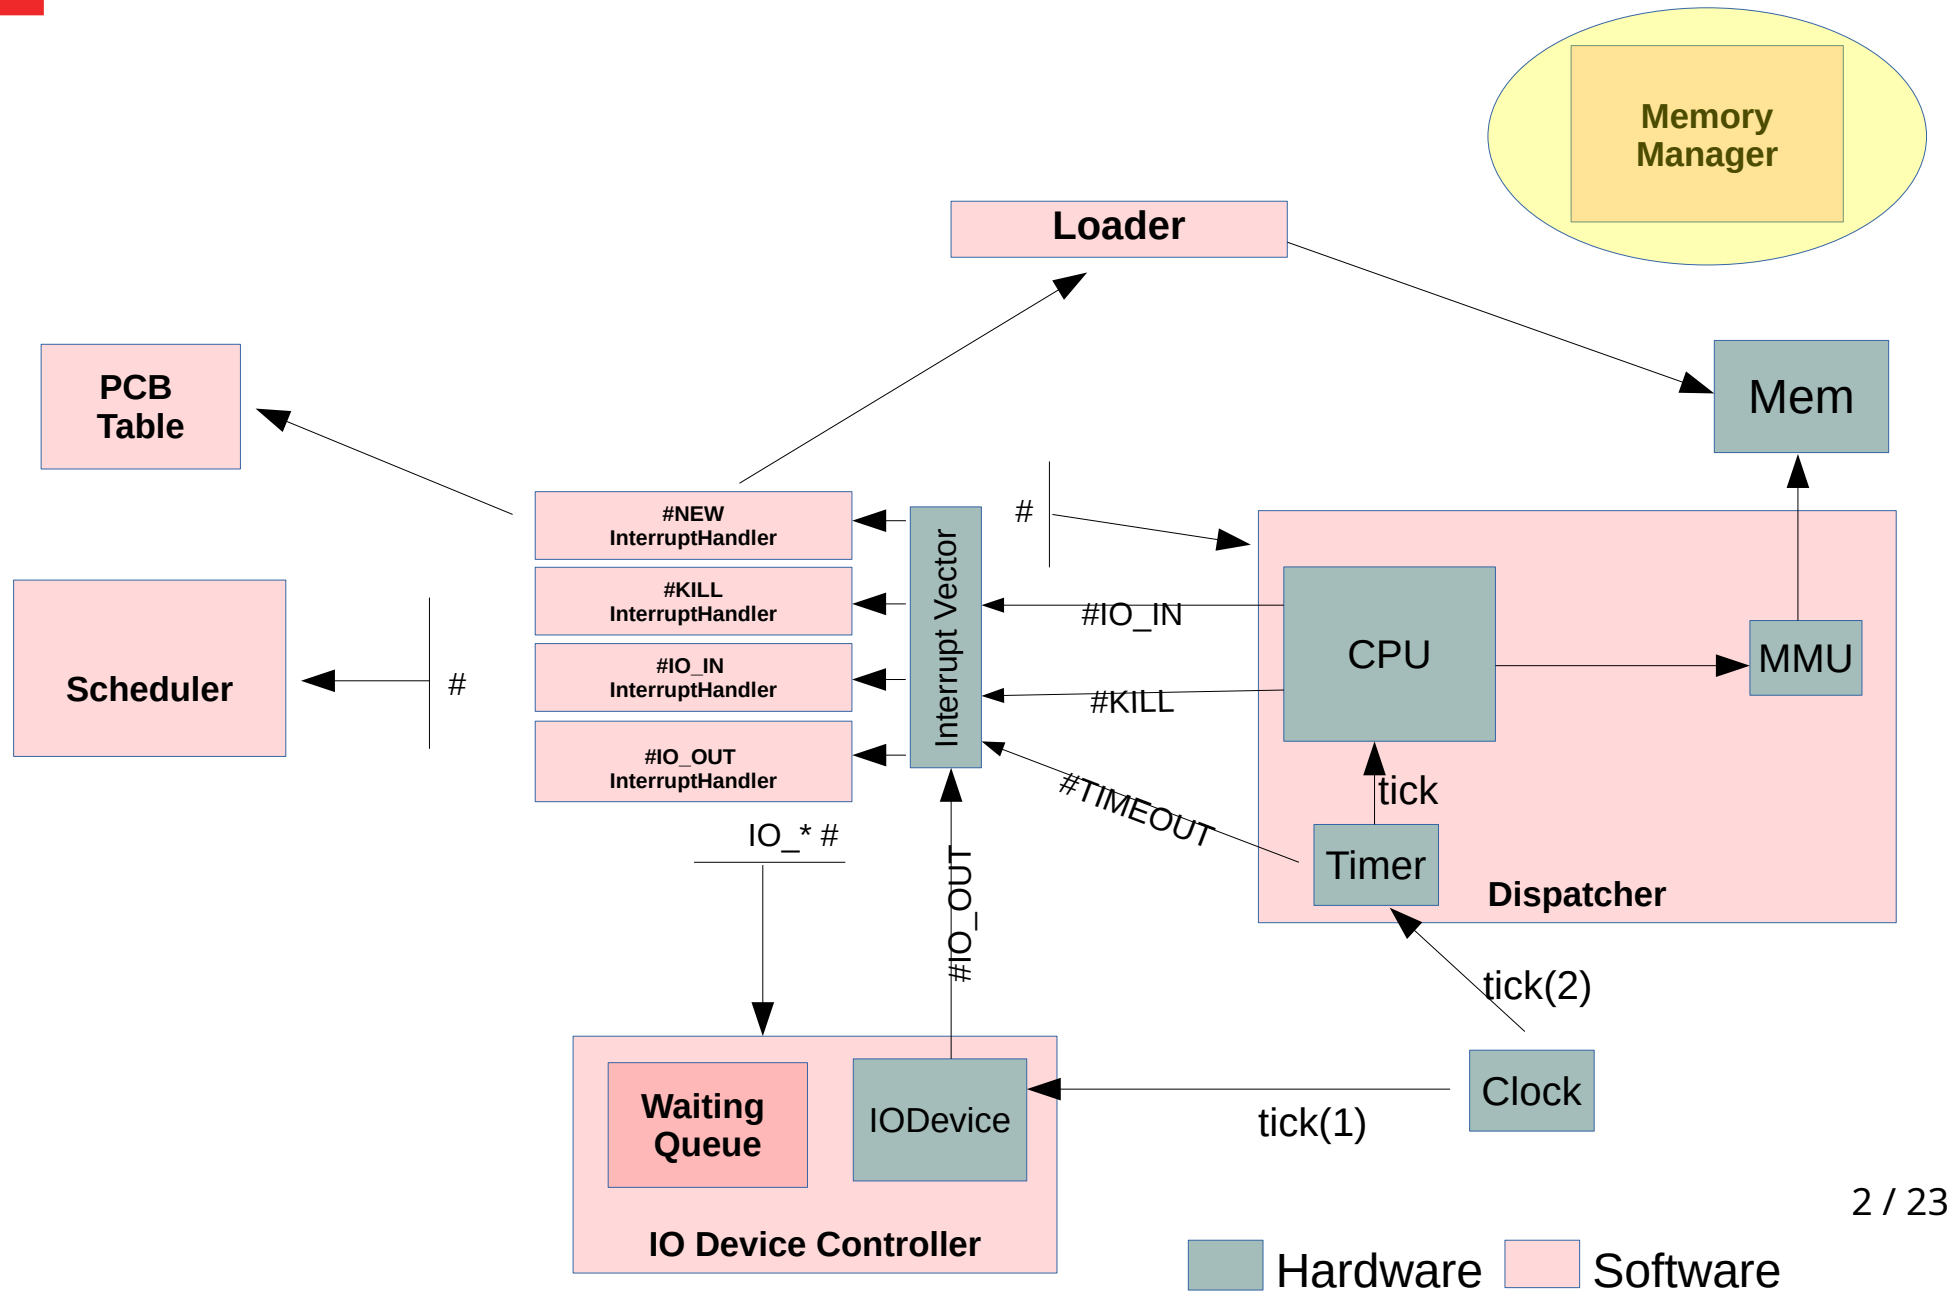 Memory
Manager
Loader
PCB
Table
Mem
#NEW
InterruptHandler
#
#KILL
InterruptHandler
Interrupt Vector
#IO_IN
CPU
MMU
Scheduler
#
#IO_IN
InterruptHandler
#KILL
#IO_OUT
InterruptHandler
#TIMEOUT
tick
IO_* #
Timer
Dispatcher
#IO_OUT
tick(2)
Waiting
Queue
IODevice
Clock
tick(1)
IO Device Controller
2 / 23
Hardware
Software